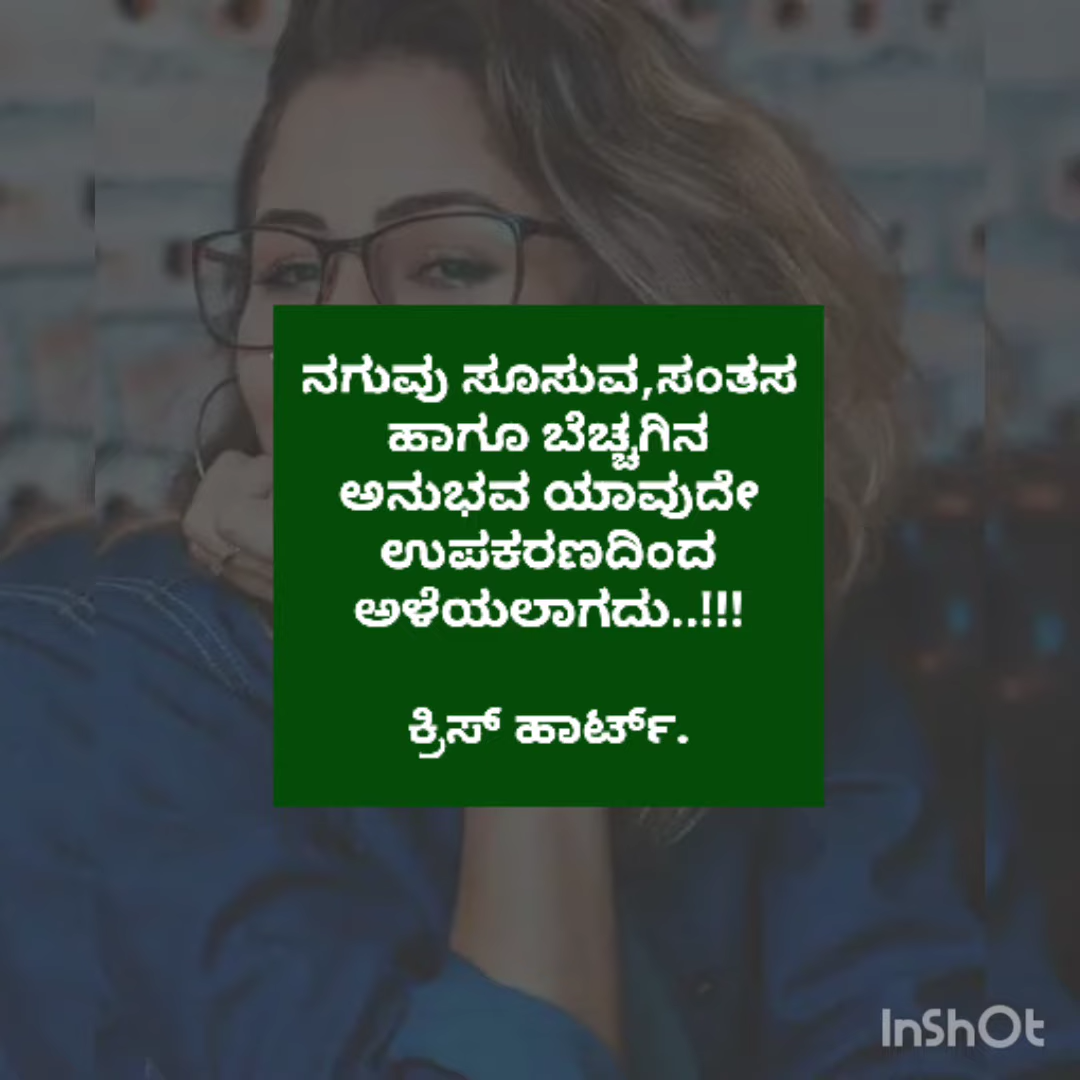 ನಗುವು ಸೂಸುವ,ಸಂತಸ
ಹಾಗೂ ಬೆಚ್ಚಗಿನ
ಅನುಭವ ಯಾವುದೇ
ಉಪಕರಣದಿಂದ
ಅಳೆಯಲಾಗದು..!!!
ಕ್ರಿಸ್ ಹಾರ್ಟ್.
InShOt